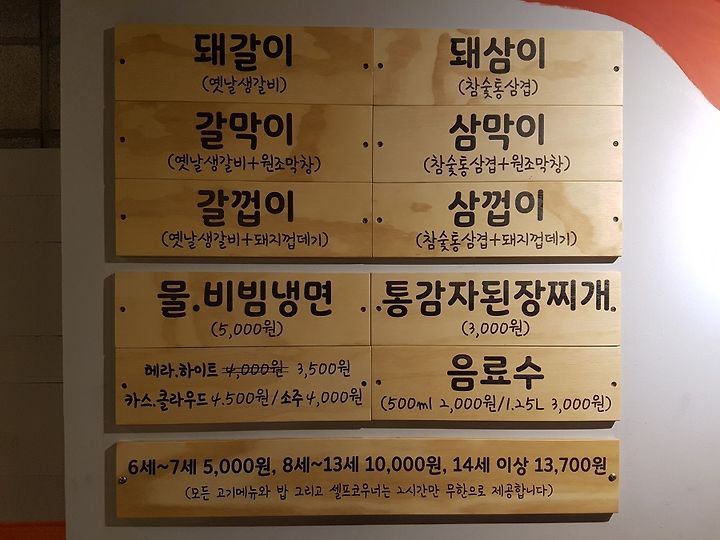 돼갈이
(옛날생갈비)
돼삼이
(참숯통삼겹)
갈막이
(옛날생갈비+원조막창)
삼막이
(참숯통삼겹+원조막창)
갈껍이
(옛날생갈비+돼지껍데기)
삼껍이
(참숯통삼겹+돼지껍데기)
물.비빔냉면
(5,000원)
통감자된장찌개
(3,000원)
헤라.하이트 4,000원 3,500원
카스.클라우드 4.500원/소주 4,000원
음료수
(500ml 2,000원/1.25L 3,000원)
6세~7세 5,000원, 8세~13세 10,000원, 14세 이상 13,700원
(모든 고기메뉴와 밥 그리고 셀프코우너는 2시간만 무한으로 제공합니다)